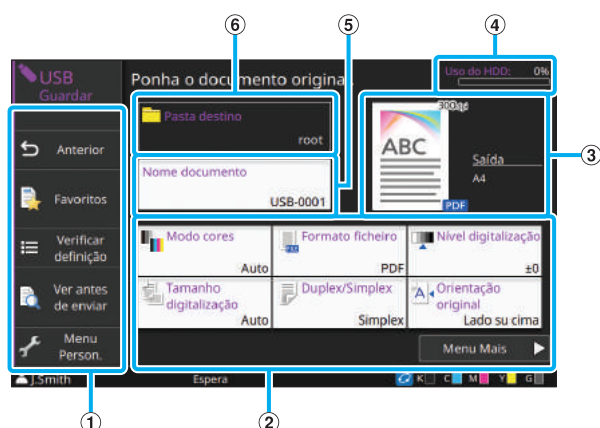 ⑥
⑤
④
USB
Guardar
Ponha o documento origina
Uso do HDD:
0%
Pasta destino
root
300dpi
ABC
Saída
A4
PDF
③
Anterior
Nome documento
USB-0001
Favoritos
Verificar
definição
Ver antes
de enviar
Menu
Person.
Modo cores
Auto
Formato ficheiro
PDF
Nível digitalização
±0
Tamanho
digitalização
Auto
Duplex/Simplex
Simplex
A
Orientação
original
Lado su cima
Menu Mais
J.Smith
Espera
K
C
M
Y
G
①
②